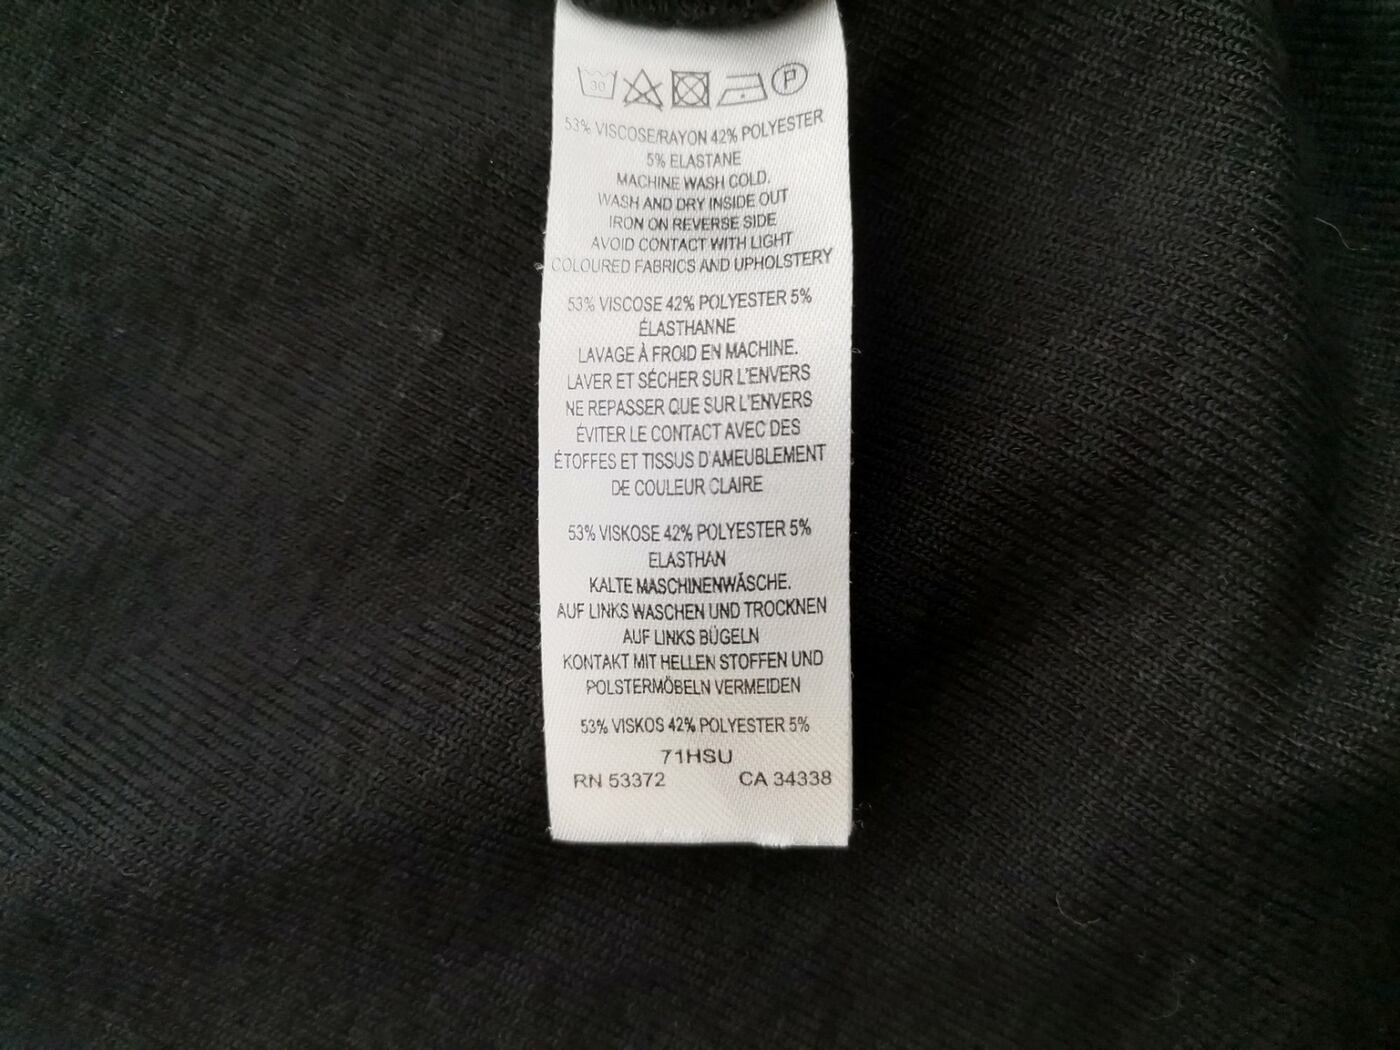 30
P
53% VISCOSE/RAYON 42% POLYESTER
5% ELASTANE
MACHINE WASH COLD.
WASH AND DRY INSIDE OUT
IRON ON REVERSE SIDE
AVOID CONTACT WITH LIGHT
COLOURED FABRICS AND UPHOLSTERY
53% VISCOSE 42% POLYESTER 5%
ÉLASTHANNE
LAVAGE À FROID EN MACHINE.
LAVER ET SÉCHER SUR L'ENVERS
NE REPASSER QUE SUR L'ENVERS
ÉVITER LE CONTACT AVEC DES
ÉTOFFES ET TISSUS D'AMEUBLEMENT
DE COULEUR CLAIRE
53% VISKOSE 42% POLYESTER 5%
ELASTHAN
KALTE MASCHINENWÄSCHE.
AUF LINKS WASCHEN UND TROCKNEN
AUF LINKS BÜGELN
KONTAKT MIT HELLEN STOFFEN UND
POLSTERMÖBELN VERMEIDEN
53% VISKOS 42% POLYESTER 5%
71HSU
RN 53372 CA 34338